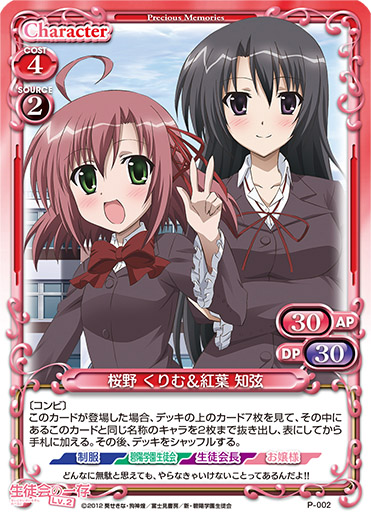 Precious Memories
Character
COST
4
SOURCE
2
30 AP
DP 30
桜野 くりむ&紅葉 知弦
［コンビ］
このカードが登場した場合、デッキの上のカード7枚を見て、その中に
あるこのカードと同じ名称のキャラを2枚まで抜き出し、表にしてから
手札に加える。その後、デッキをシャッフルする。
制服 碧陽学園生徒会 生徒会長 お嬢様
生徒会の一存
Lv.2
どんなに無駄と思えても、やらなきゃいけないことってあるんだよ!!
©2012 葵せきな・狗神煌／富士見書房／新・碧陽学園生徒会
P-002